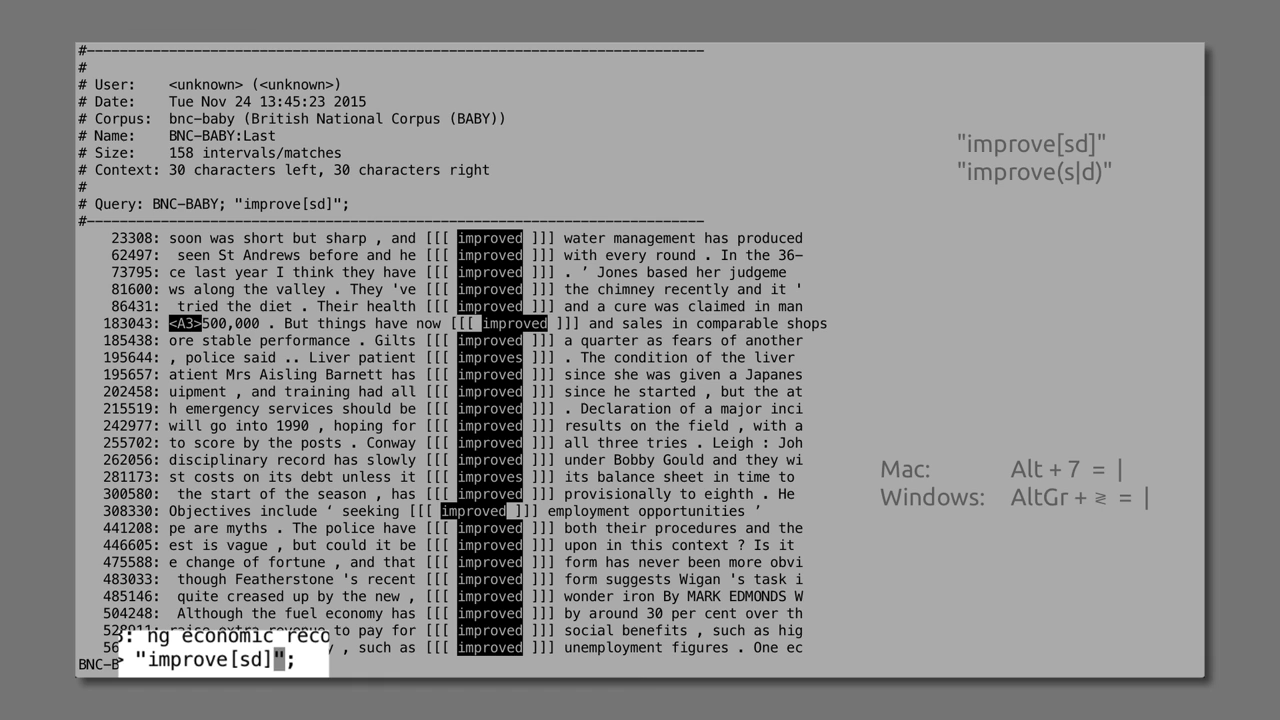 #---------------------------------------------------------------------------
#
# User:    <unknown> (<unknown>)
# Date:    Tue Nov 24 13:45:23 2015
# Corpus:  bnc-baby (British National Corpus (BABY))
# Name:    BNC-BABY:Last
# Size:    158 intervals/matches
# Context: 30 characters left, 30 characters right
#
# Query: BNC-BABY; "improve[sd]";
#---------------------------------------------------------------------------
23308: soon was short but sharp , and [[[ improved ]]] water management has produced
62497:  seen St Andrews before and he [[[ improved ]]] with every round . In the 36-
73795: ce last year I think they have [[[ improved ]]] . ’ Jones based her judgeme
81600: ws along the valley . They 've [[[ improved ]]] the chimney recently and it '
86431:  tried the diet . Their health [[[ improved ]]] and a cure was claimed in man
183043: <A3>500,000 . But things have now [[[ improved ]]] and sales in comparable shops
185438: ore stable performance . Gilts [[[ improved ]]] a quarter as fears of another
195644: , police said .. Liver patient [[[ improves ]]] . The condition of the liver
195657: atient Mrs Aisling Barnett has [[[ improved ]]] since she was given a Japanes
202458: uipment , and training had all [[[ improved ]]] since he started , but the at
215519: h emergency services should be [[[ improved ]]] . Declaration of a major inci
242977: will go into 1990 , hoping for [[[ improved ]]] results on the field , with a
255702: to score by the posts . Conway [[[ improved ]]] all three tries . Leigh : Joh
262056: disciplinary record has slowly [[[ improved ]]] under Bobby Gould and they wi
281173: st costs on its debt unless it [[[ improves ]]] its balance sheet in time to
300580:  the start of the season , has [[[ improved ]]] provisionally to eighth . He
308330: Objectives include ‘ seeking [[[ improved ]]] employment opportunities ’
441208: pe are myths . The police have [[[ improved ]]] both their procedures and the
446605: est is vague , but could it be [[[ improved ]]] upon in this context ? Is it
475588: e change of fortune , and that [[[ improved ]]] form has never been more obvi
483033:  though Featherstone 's recent [[[ improved ]]] form suggests Wigan 's task i
485146:  quite creased up by the new , [[[ improved ]]] wonder iron By MARK EDMONDS W
504248:  Although the fuel economy has [[[ improved ]]] by around 30 per cent over th
to pay for [[[ improved ]]] social benefits , such as hig
56 , such as [[[ improved ]]] unemployment figures . One ec
BNC-B
: ng economic reco
> "improve[sd]";
"improve[sd]"
"improve(s|d)"
Mac: Alt + 7 = |
Windows: AltGr + ≷ = |